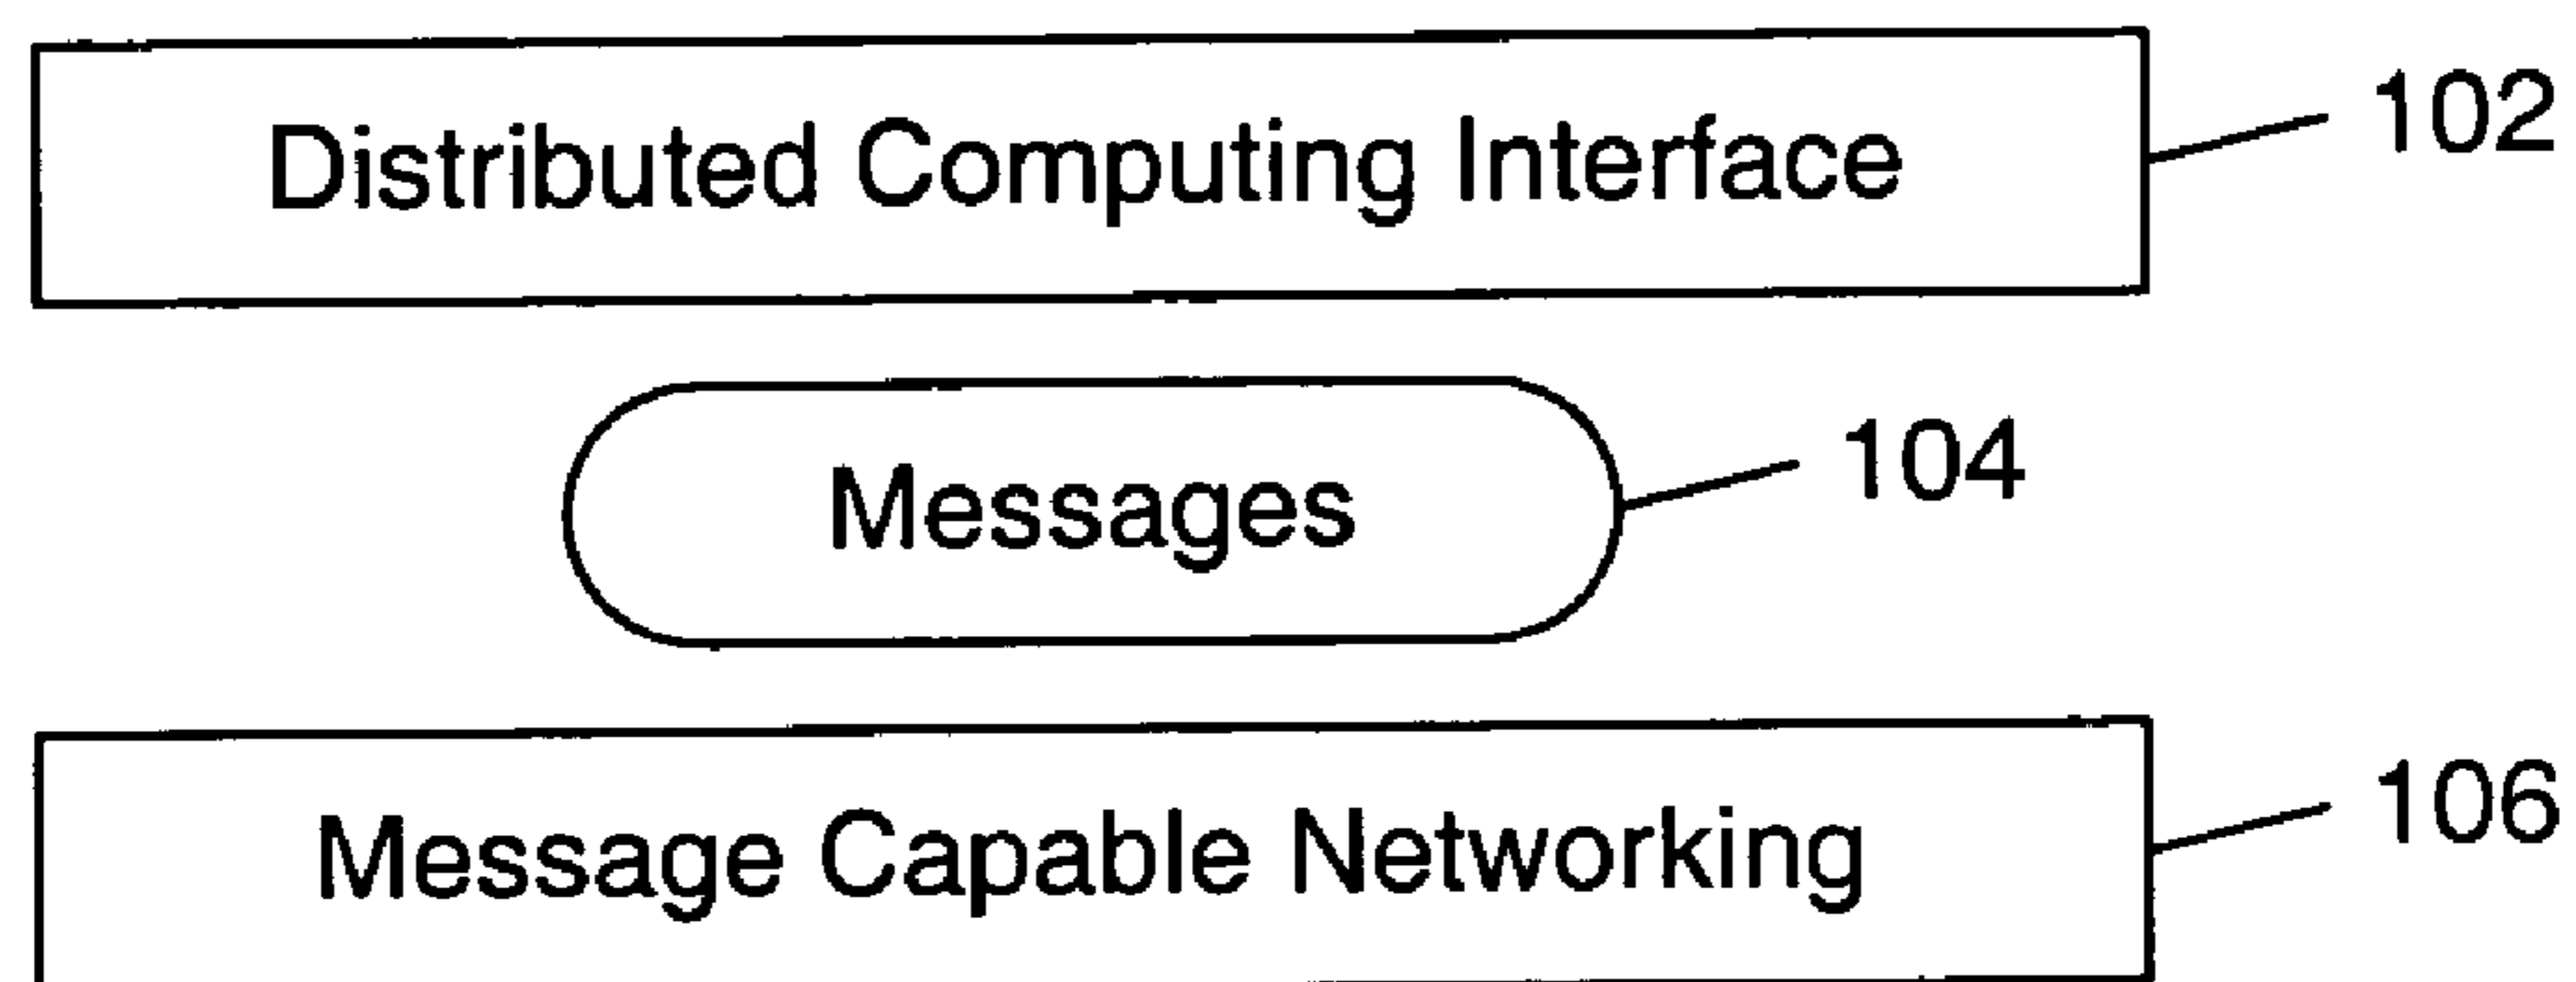 Distributed Computing Interface 102
Messages 104
Message Capable Networking 106